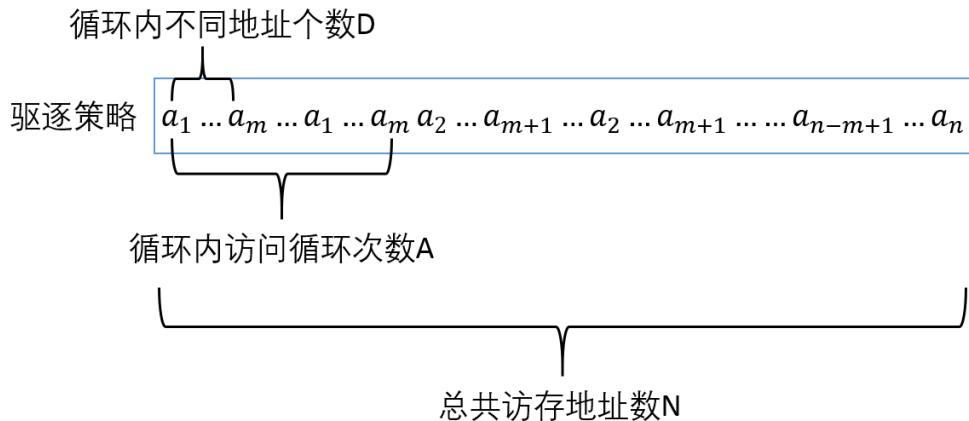 循环内不同地址个数D
驱逐策略 a₁ … aₘ … a₁ … aₘ a₂ … aₘ₊₁ … a₂ … aₘ₊₁ … … aₙ₋ₘ₊₁ … aₙ
循环内访问循环次数A
总共访存地址数N